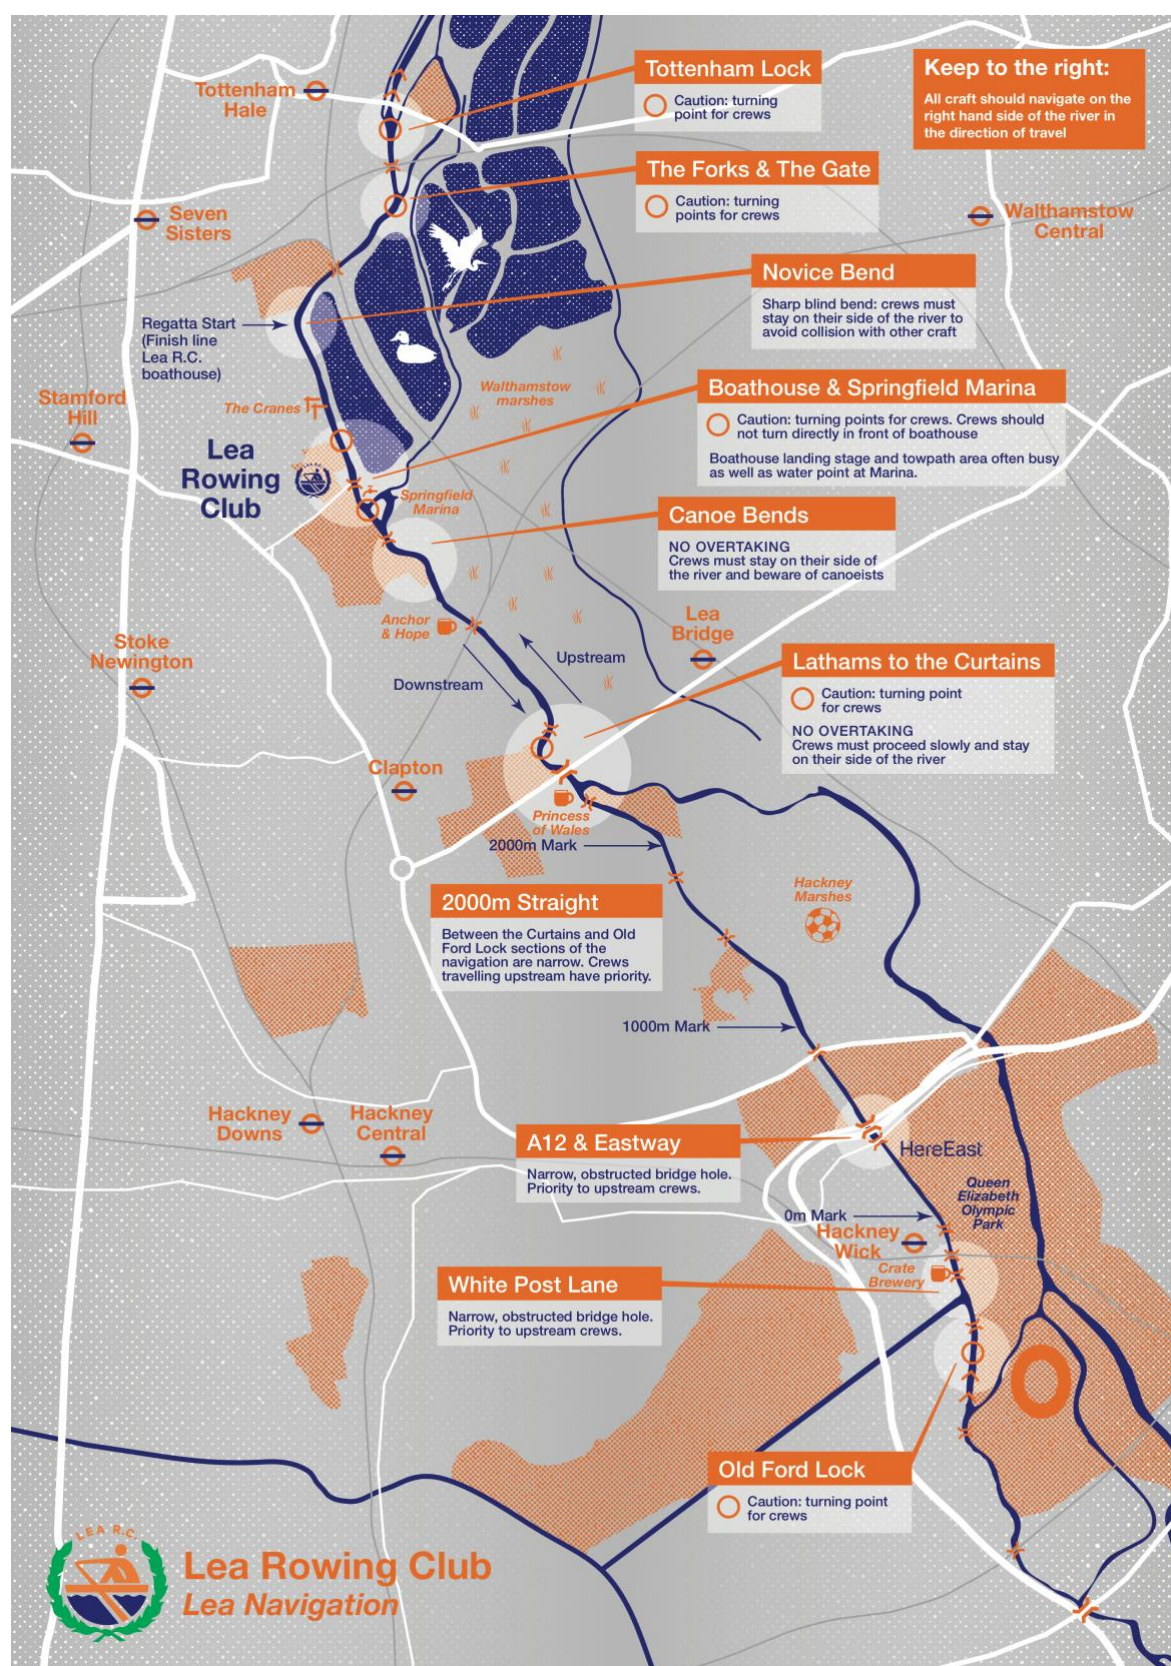 Tottenham Lock
Caution: turning
point for crews
Keep to the right:
All craft should navigate on the
right hand side of the river in
the direction of travel
Tottenham
Hale
The Forks & The Gate
Caution: turning
points for crews
Seven
Sisters
Walthamstow
Central
Novice Bend
Sharp blind bend: crews must
stay on their side of the river to
avoid collision with other craft
Regatta Start
(Finish line
Lea R.C.
boathouse)
Walthamstow
marshes
Boathouse & Springfield Marina
Caution: turning points for crews. Crews should
not turn directly in front of boathouse
Boathouse landing stage and towpath area often busy
as well as water point at Marina.
Stamford
Hill
The Cranes
Lea
Rowing
Club
Springfield
Marina
Canoe Bends
NO OVERTAKING
Crews must stay on their side of
the river and beware of canoeists
Anchor
& Hope
Lea
Bridge
Stoke
Newington
Upstream
Downstream
Lathams to the Curtains
Caution: turning point
for crews
NO OVERTAKING
Crews must proceed slowly and stay
on their side of the river
Clapton
Princess
of Wales
2000m Mark
2000m Straight
Between the Curtains and Old
Ford Lock sections of the
navigation are narrow. Crews
travelling upstream have priority.
Hackney
Marshes
1000m Mark
Hackney
Downs
Hackney
Central
A12 & Eastway
Narrow, obstructed bridge hole.
Priority to upstream crews.
HereEast
Queen
Elizabeth
Olympic
Park
0m Mark
Hackney
Wick
Crate
Brewery
White Post Lane
Narrow, obstructed bridge hole.
Priority to upstream crews.
Old Ford Lock
Caution: turning point
for crews
LEA R.C.
Lea Rowing Club
Lea Navigation